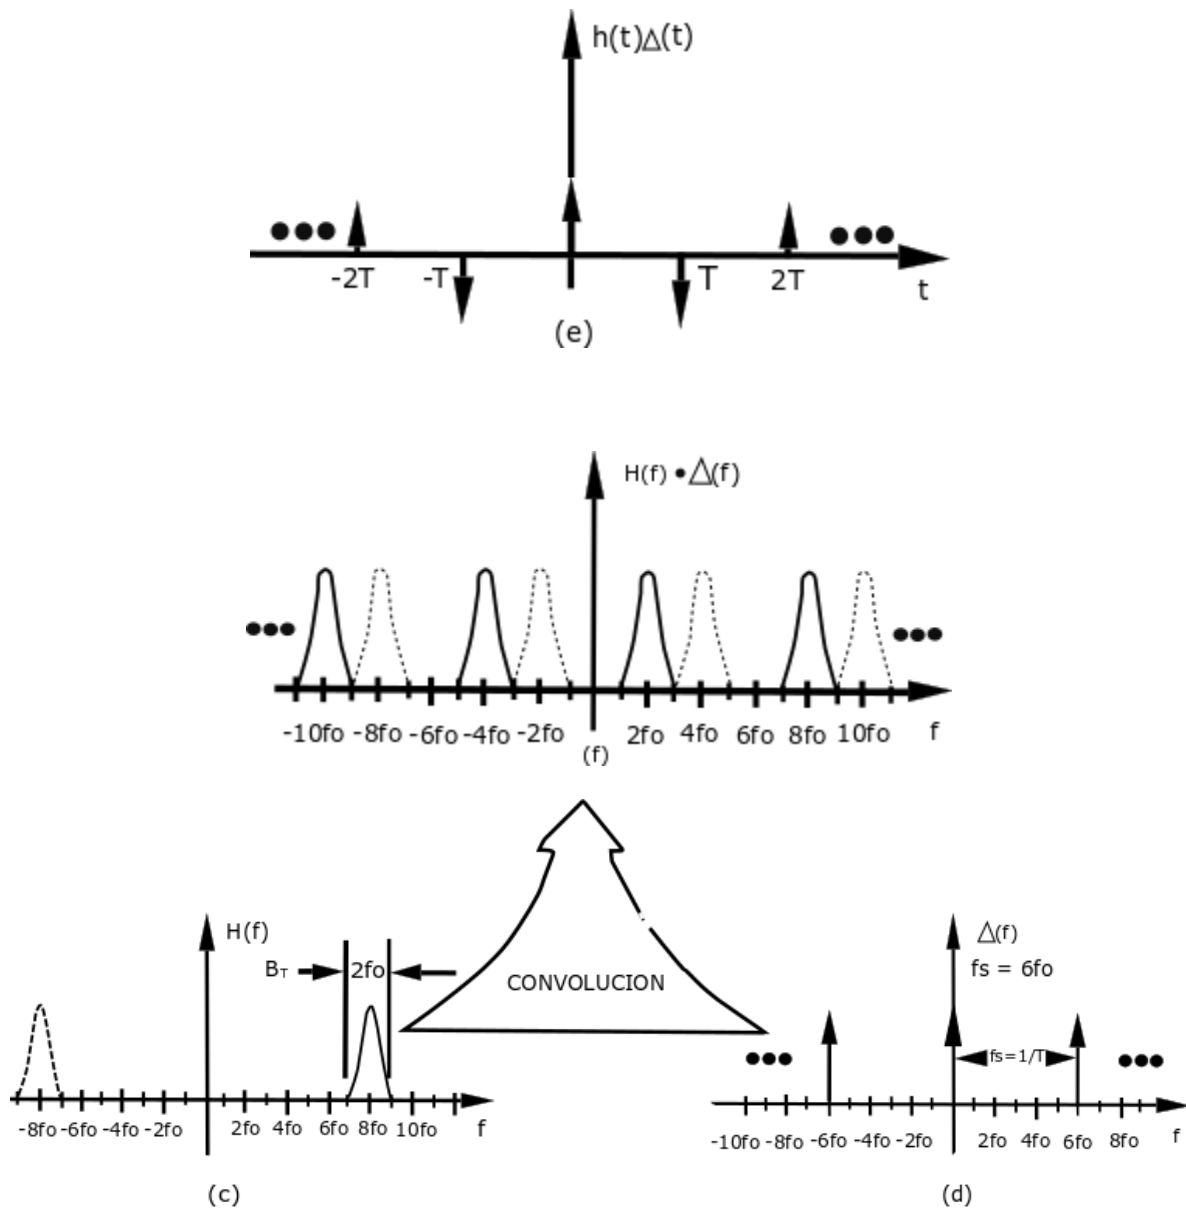 h(t)△(t)
-2T -T T 2T
t
(e)
H(f) • △(f)
-10fo -8fo -6fo -4fo -2fo 2fo 4fo 6fo 8fo 10fo f
(f)
H(f)
BT 2fo
-8fo -6fo -4fo -2fo 2fo 4fo 6fo 8fo 10fo f
(c)
CONVOLUCION
△(f)
fs = 6fo
fs=1/T
-10fo -8fo -6fo -4fo -2fo 2fo 4fo 6fo 8fo f
(d)